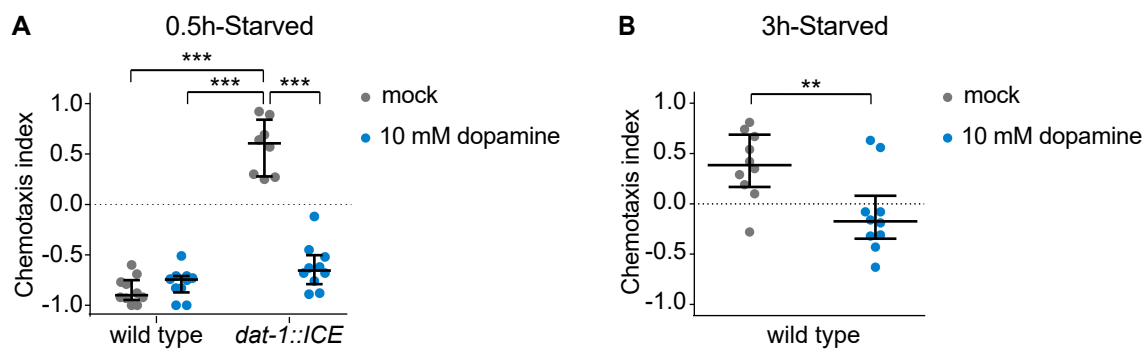 A
0.5h-Starved
***
***
***
mock
10 mM dopamine
Chemotaxis index
1.0
0.5
0.0
-0.5
-1.0
wild type
dat-1::ICE
B
3h-Starved
**
mock
10 mM dopamine
Chemotaxis index
1.0
0.5
0.0
-0.5
-1.0
wild type